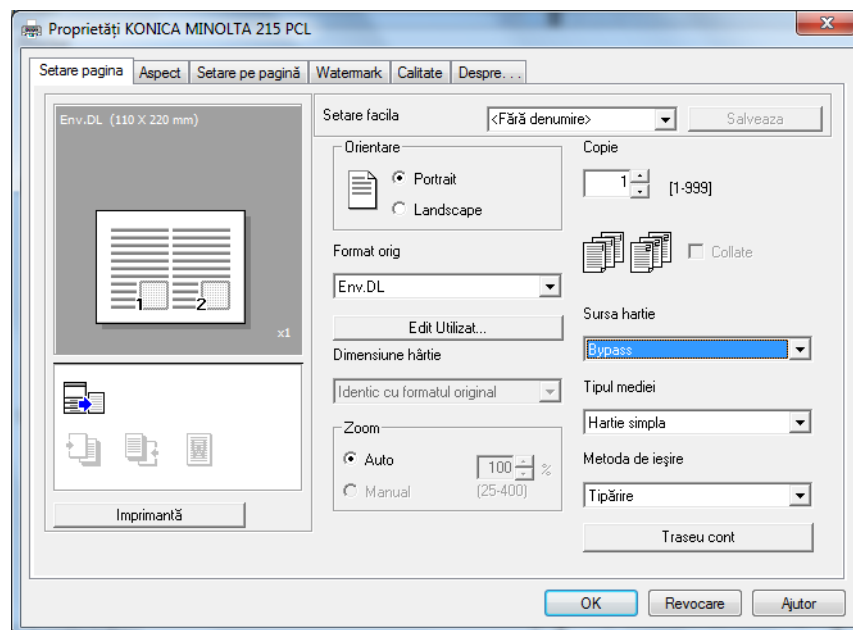 Proprietăți KONICA MINOLTA 215 PCL
Setare pagina
Aspect
Setare pe pagină
Watermark
Calitate
Despre. . .
Env.DL (110 X 220 mm)
1
2
x1
Imprimantă
Setare facila
<Fără denumire>
Salveaza
Orientare
Portrait
Landscape
Format orig
Env.DL
Edit Utilizat...
Dimensiune hârtie
Identic cu formatul original
Zoom
Auto
Manual
100
%
(25-400)
Copie
1
[1-999]
Collate
Sursa hartie
Bypass
Tipul mediei
Hartie simpla
Metoda de ieșire
Tipărire
Traseu cont
OK
Revocare
Ajutor